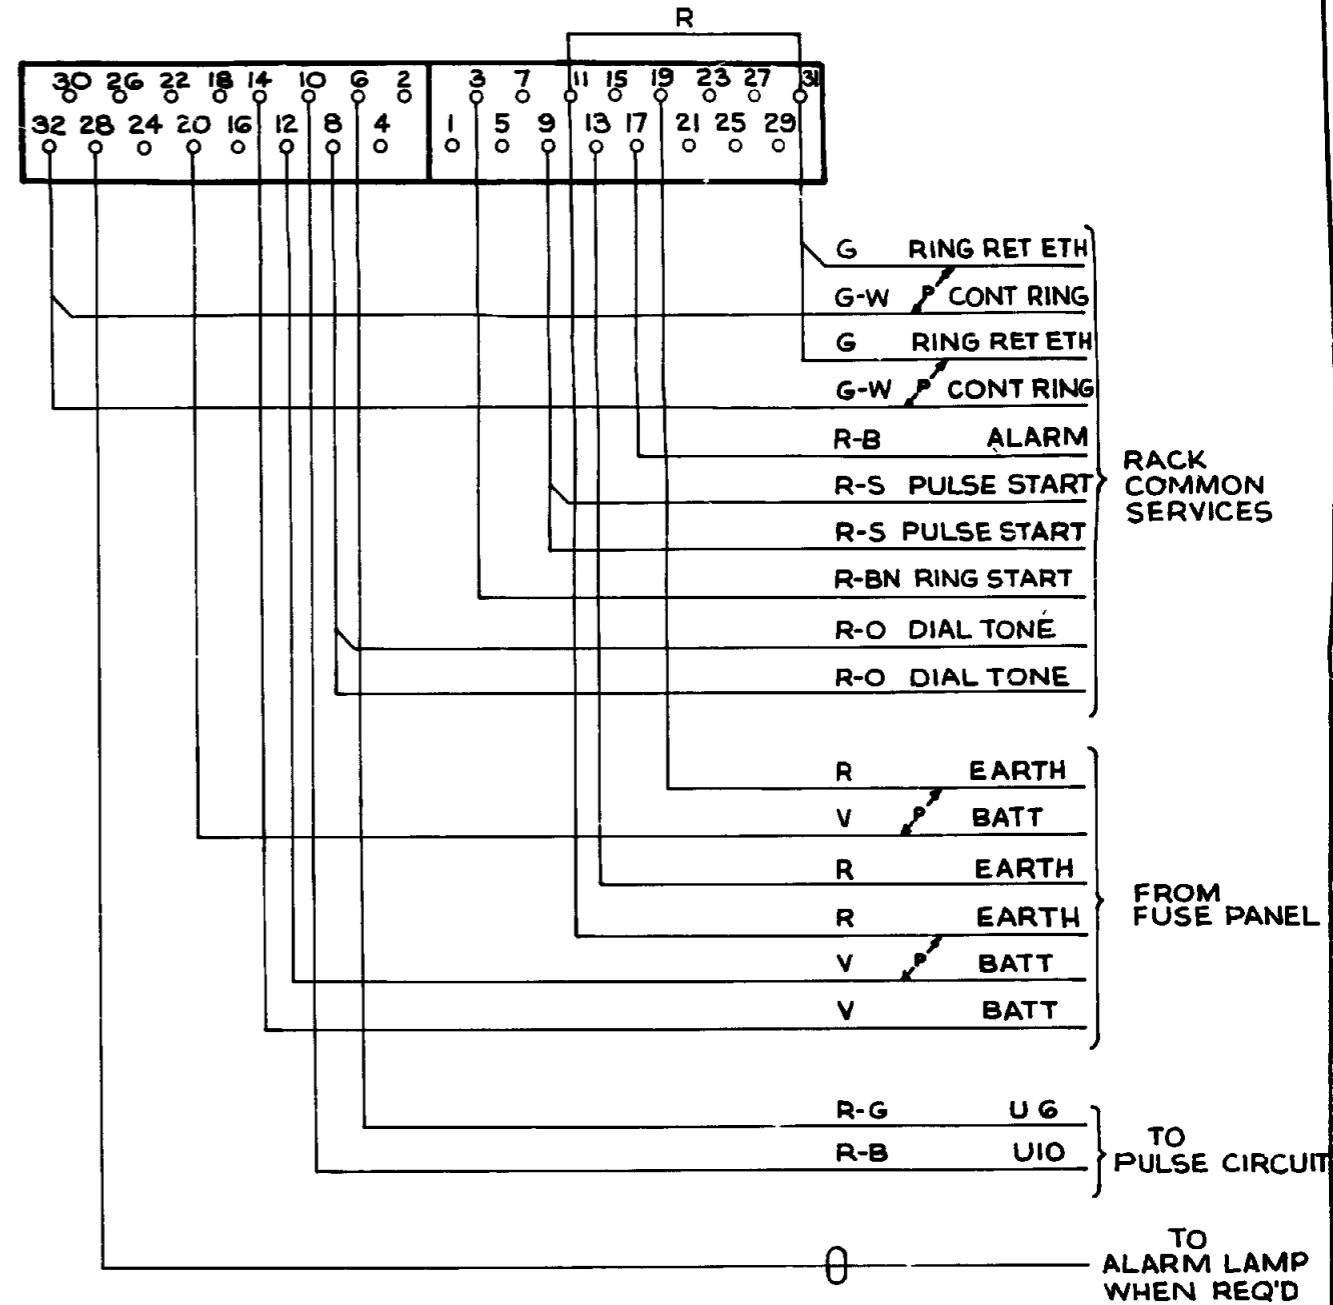 R
30 26 22 18 14 10 6 2 3 7 11 15 19 23 27 31
32 28 24 20 16 12 8 4 1 5 9 13 17 21 25 29
G RING RET ETH
G-W P CONT RING
G RING RET ETH
G-W P CONT RING
R-B ALARM
R-S PULSE START
R-S PULSE START
R-BN RING START
R-O DIAL TONE
R-O DIAL TONE
RACK
COMMON
SERVICES
R EARTH
V P BATT
R EARTH
R EARTH
V P BATT
V BATT
FROM
FUSE PANEL
R-G U6
R-B U10
TO
PULSE CIRCUIT
TO
ALARM LAMP
WHEN REQ'D